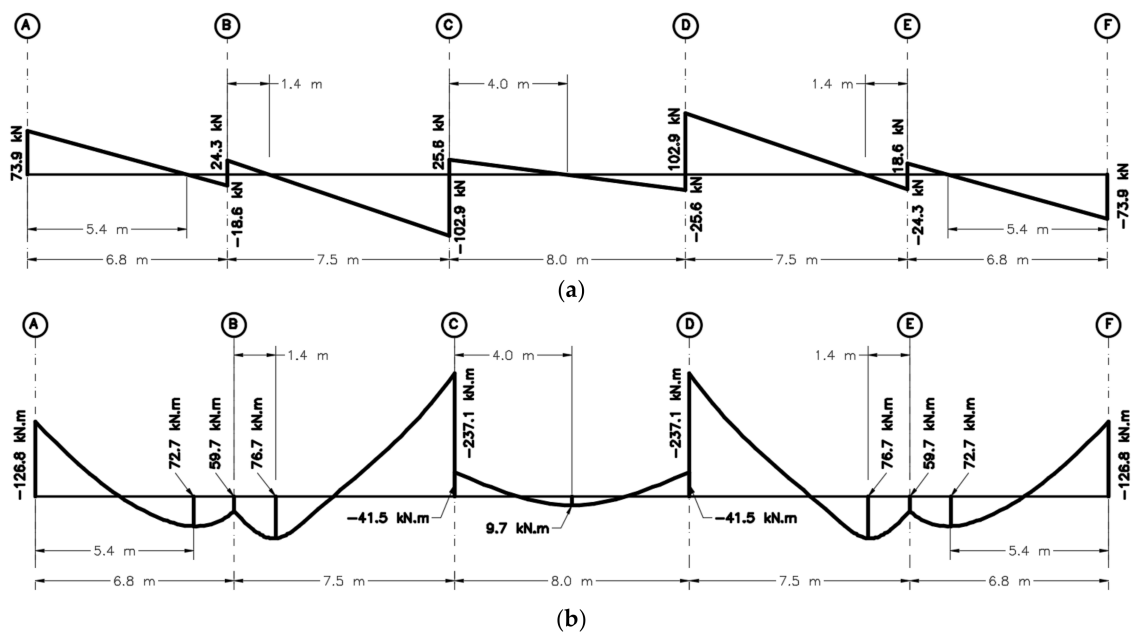 A B C D E F
1.4 m 4.0 m 1.4 m
73.9 kN
24.3 kN
-18.6 kN
25.6 kN
-102.9 kN
102.9 kN
-25.6 kN
18.6 kN
-24.3 kN
-73.9 kN
5.4 m 5.4 m
6.8 m 7.5 m 8.0 m 7.5 m 6.8 m
(a)
A B C D E F
1.4 m 4.0 m 1.4 m
-126.8 kN.m
72.7 kN.m
59.7 kN.m
76.7 kN.m
-237.1 kN.m
-237.1 kN.m
76.7 kN.m
59.7 kN.m
72.7 kN.m
-126.8 kN.m
-41.5 kN.m 9.7 kN.m -41.5 kN.m
5.4 m 5.4 m
6.8 m 7.5 m 8.0 m 7.5 m 6.8 m
(b)